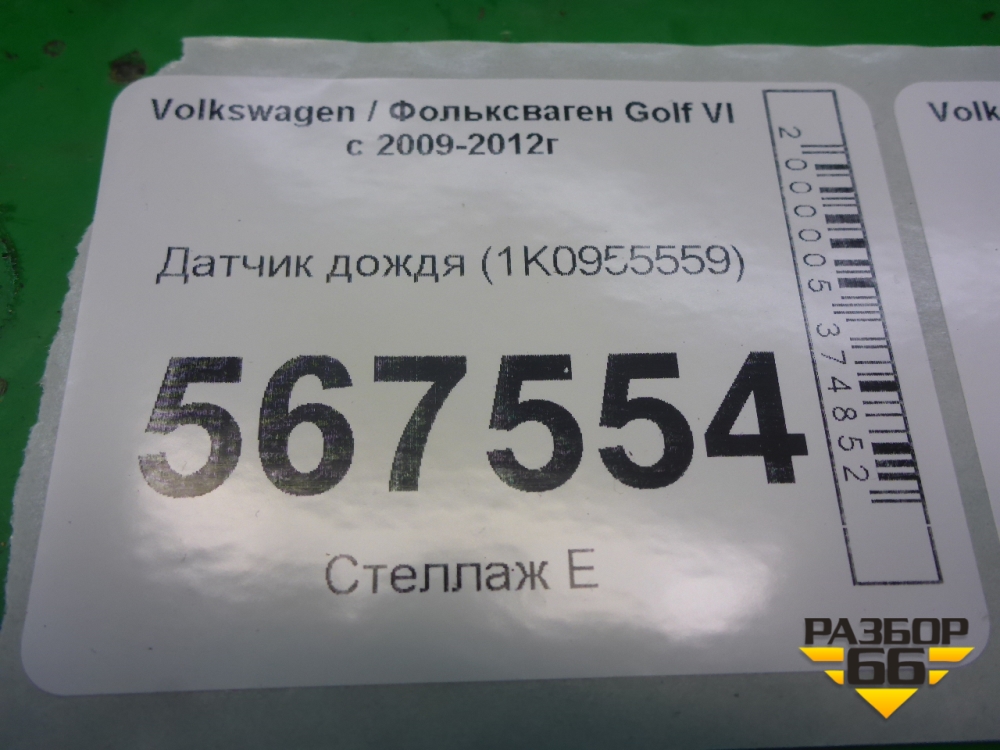 Volkswagen / Фольксваген Golf VI
с 2009-2012г
Датчик дождя (1K0955559)
567554
Стеллаж Е
2000005374852
Volk
РАЗБОР
66